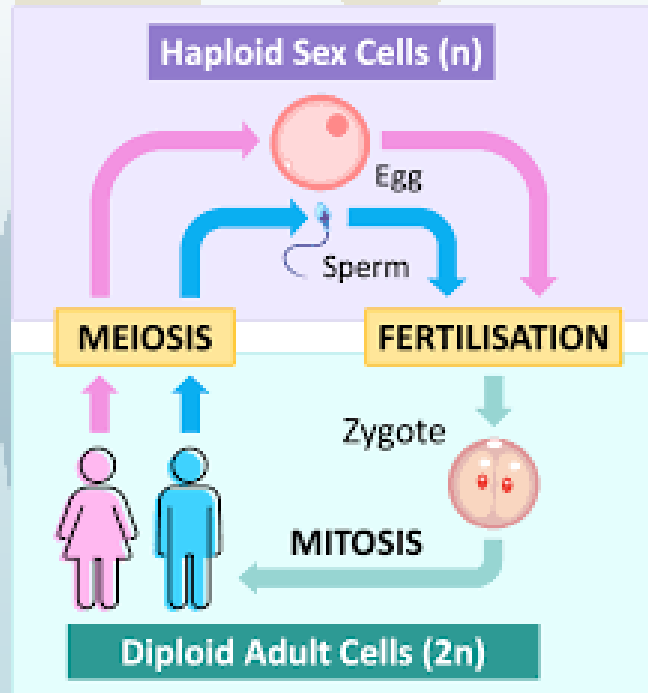 Haploid Sex Cells (n)
Egg
Sperm
MEIOSIS
FERTILISATION
Zygote
MITOSIS
Diploid Adult Cells (2n)